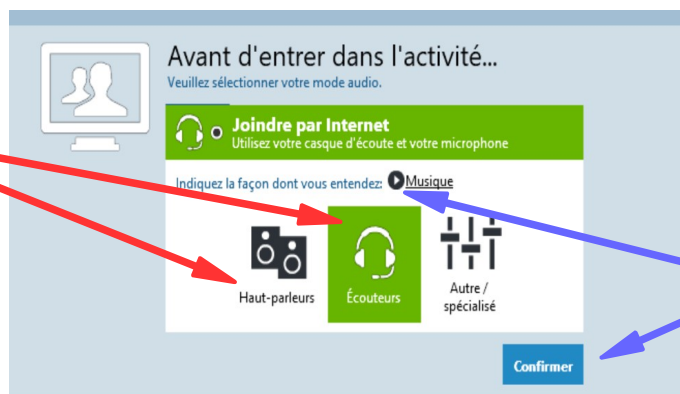 Avant d'entrer dans l'activité...
Veuillez sélectionner votre mode audio.
Joindre par Internet
Utilisez votre casque d'écoute et votre microphone
Indiquez la façon dont vous entendez: Musique
Haut-parleurs
Écouteurs
Autre /
spécialisé
Confirmer